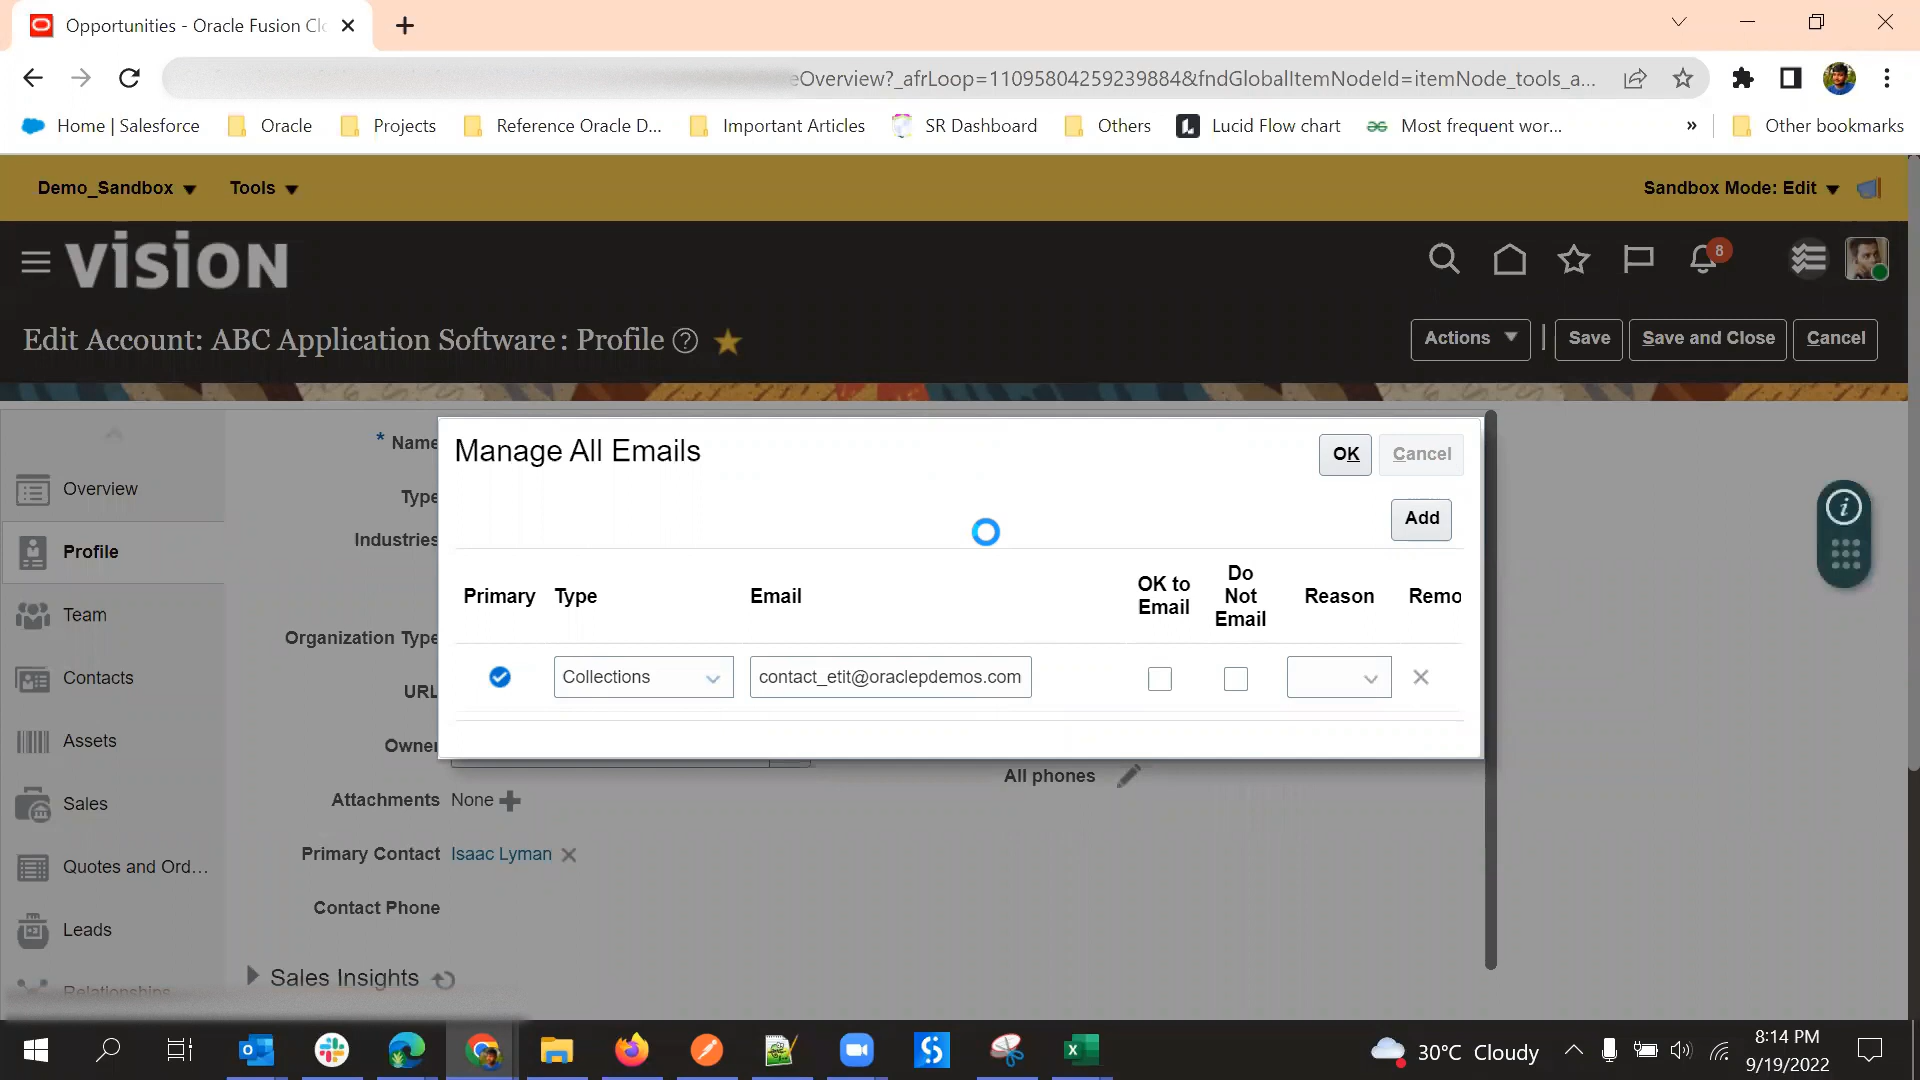 Opportunities - Oracle Fusion Cl
eOverview?_afrLoop=11095804259239884&fndGlobalItemNodeId=itemNode_tools_a...
Home | Salesforce Oracle Projects Reference Oracle D... Important Articles SR Dashboard Others Lucid Flow chart Most frequent wor... » Other bookmarks
Demo_Sandbox Tools Sandbox Mode: Edit
vision
8
Edit Account: ABC Application Software : Profile
Actions Save Save and Close Cancel
Manage All Emails
OK Cancel
Add
Primary Type Email OK to Email Do Not Email Reason Remo
Collections contact_etit@oraclepdemos.com
Overview
Profile
Team
Contacts
Assets
Sales
Quotes and Ord...
Leads
Relationships
* Name
Type
Industries
Organization Type
URL
Owner
All phones
Attachments None
Primary Contact Isaac Lyman
Contact Phone
Sales Insights
30°C Cloudy
8:14 PM
9/19/2022